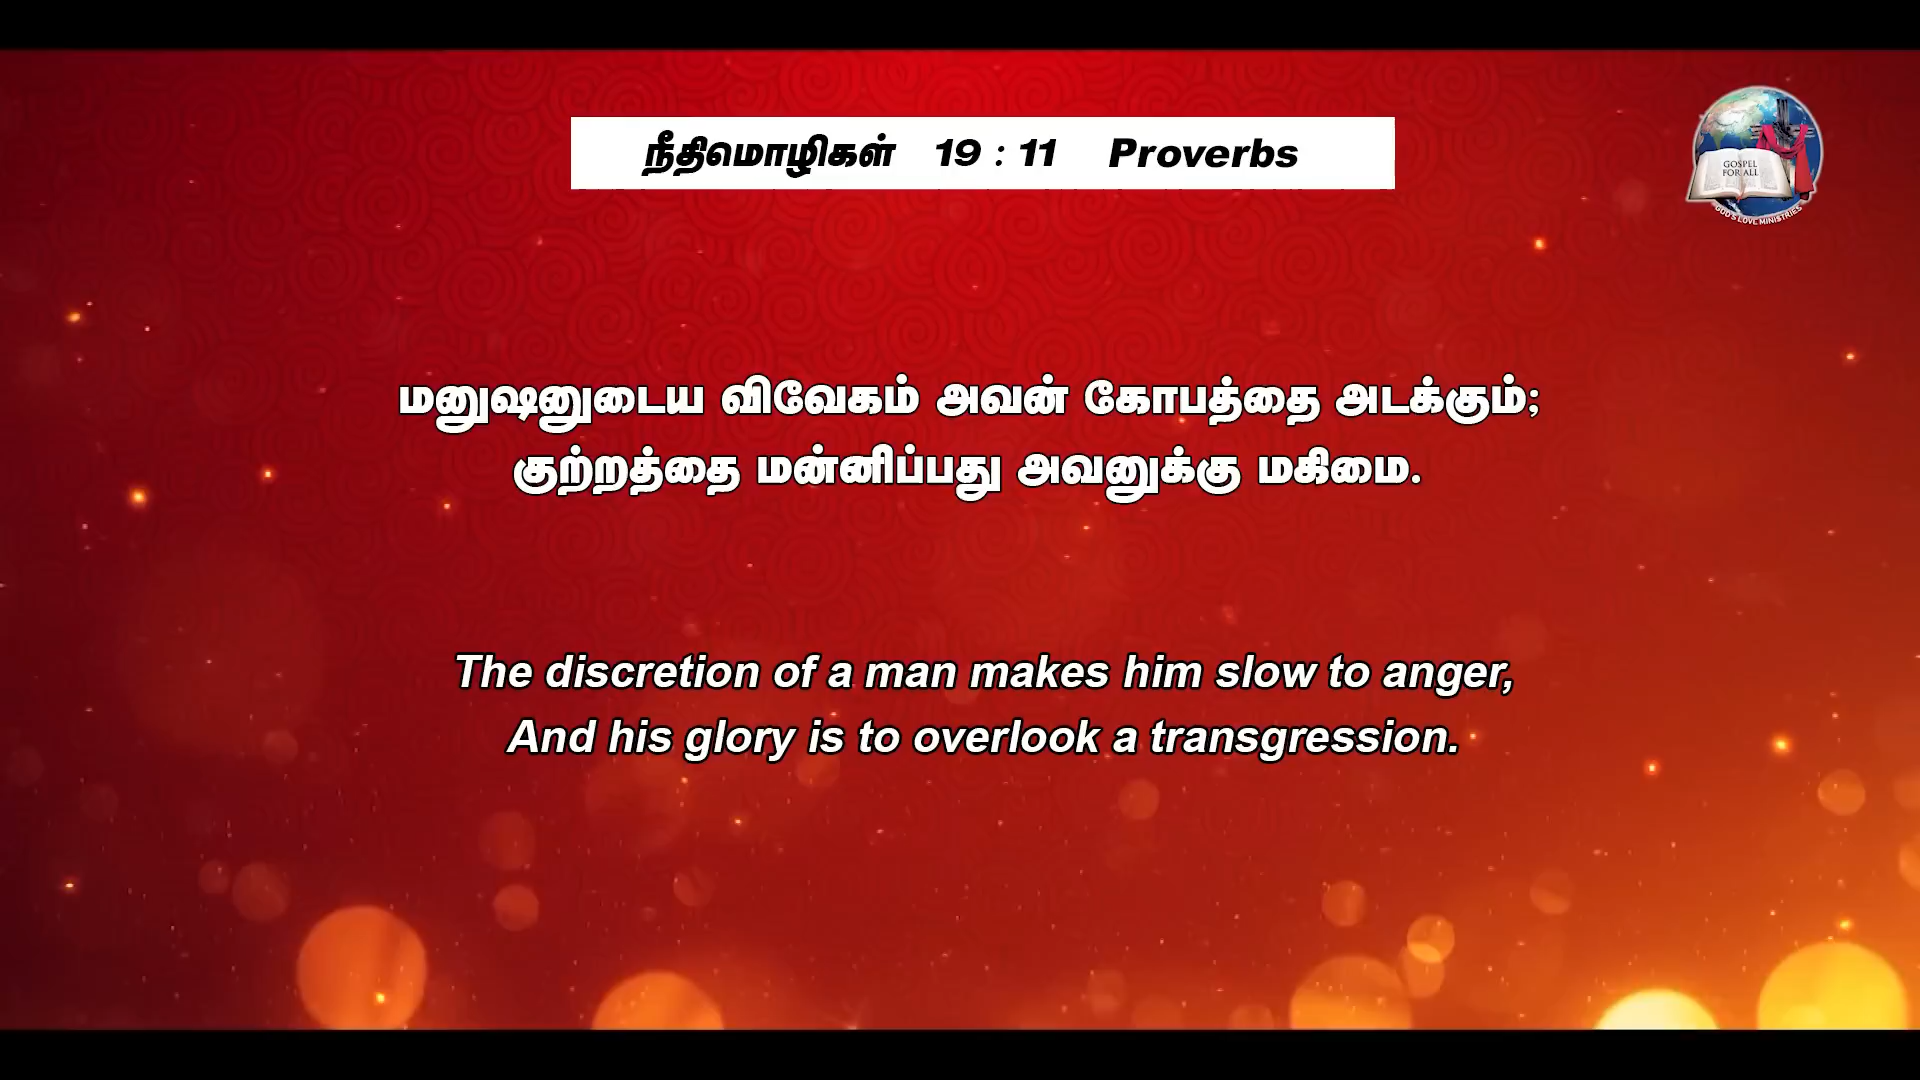 நீதிமொழிகள் 19 : 11 Proverbs
GOSPEL
FOR ALL
GOD'S LOVE MINISTRIES
மனுஷனுடைய விவேகம் அவன் கோபத்தை அடக்கும்;
குற்றத்தை மன்னிப்பது அவனுக்கு மகிமை.
The discretion of a man makes him slow to anger,
And his glory is to overlook a transgression.